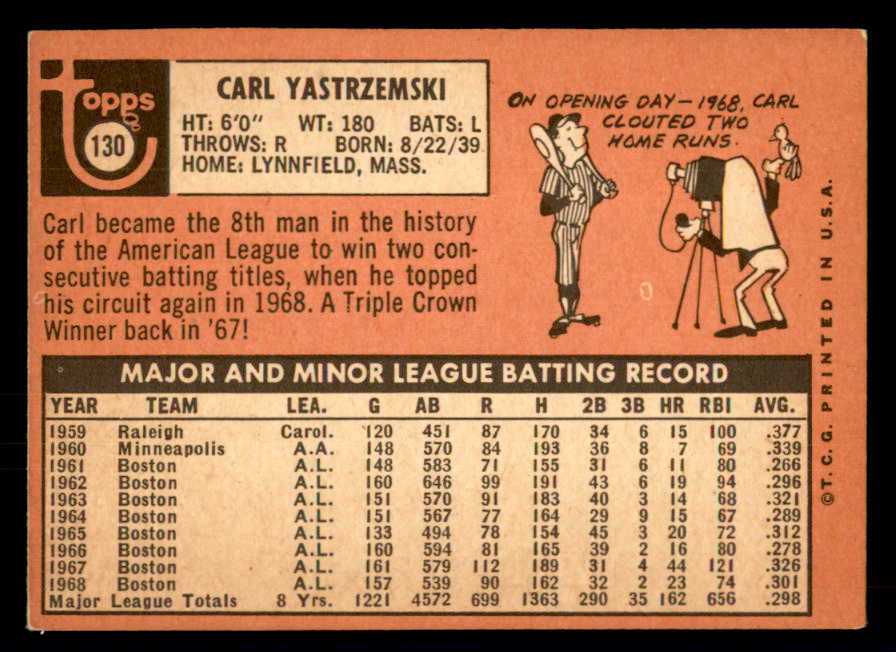 topps
130
CARL YASTRZEMSKI
HT: 6'0" WT: 180 BATS: L
THROWS: R BORN: 8/22/39
HOME: LYNNFIELD, MASS.
ON OPENING DAY—1968, CARL
CLOUTED TWO
HOME RUNS.
Carl became the 8th man in the history
of the American League to win two con-
secutive batting titles, when he topped
his circuit again in 1968. A Triple Crown
Winner back in '67!
MAJOR AND MINOR LEAGUE BATTING RECORD
YEAR TEAM LEA. G AB R H 2B 3B HR RBI AVG.
1959 Raleigh Carol. 120 451 87 170 34 6 15 100 .377
1960 Minneapolis A.A. 148 570 84 193 36 8 7 69 .339
1961 Boston A.L. 148 583 71 155 31 6 11 80 .266
1962 Boston A.L. 160 646 99 191 43 6 19 94 .296
1963 Boston A.L. 151 570 91 183 40 3 14 68 .321
1964 Boston A.L. 151 567 77 164 29 9 15 67 .289
1965 Boston A.L. 133 494 78 154 45 3 20 72 .312
1966 Boston A.L. 160 594 81 165 39 2 16 80 .278
1967 Boston A.L. 161 579 112 189 31 4 44 121 .326
1968 Boston A.L. 157 539 90 162 32 2 23 74 .301
Major League Totals 8 Yrs. 1221 4572 699 1363 290 35 162 656 .298
©T.C.G. PRINTED IN U.S.A.